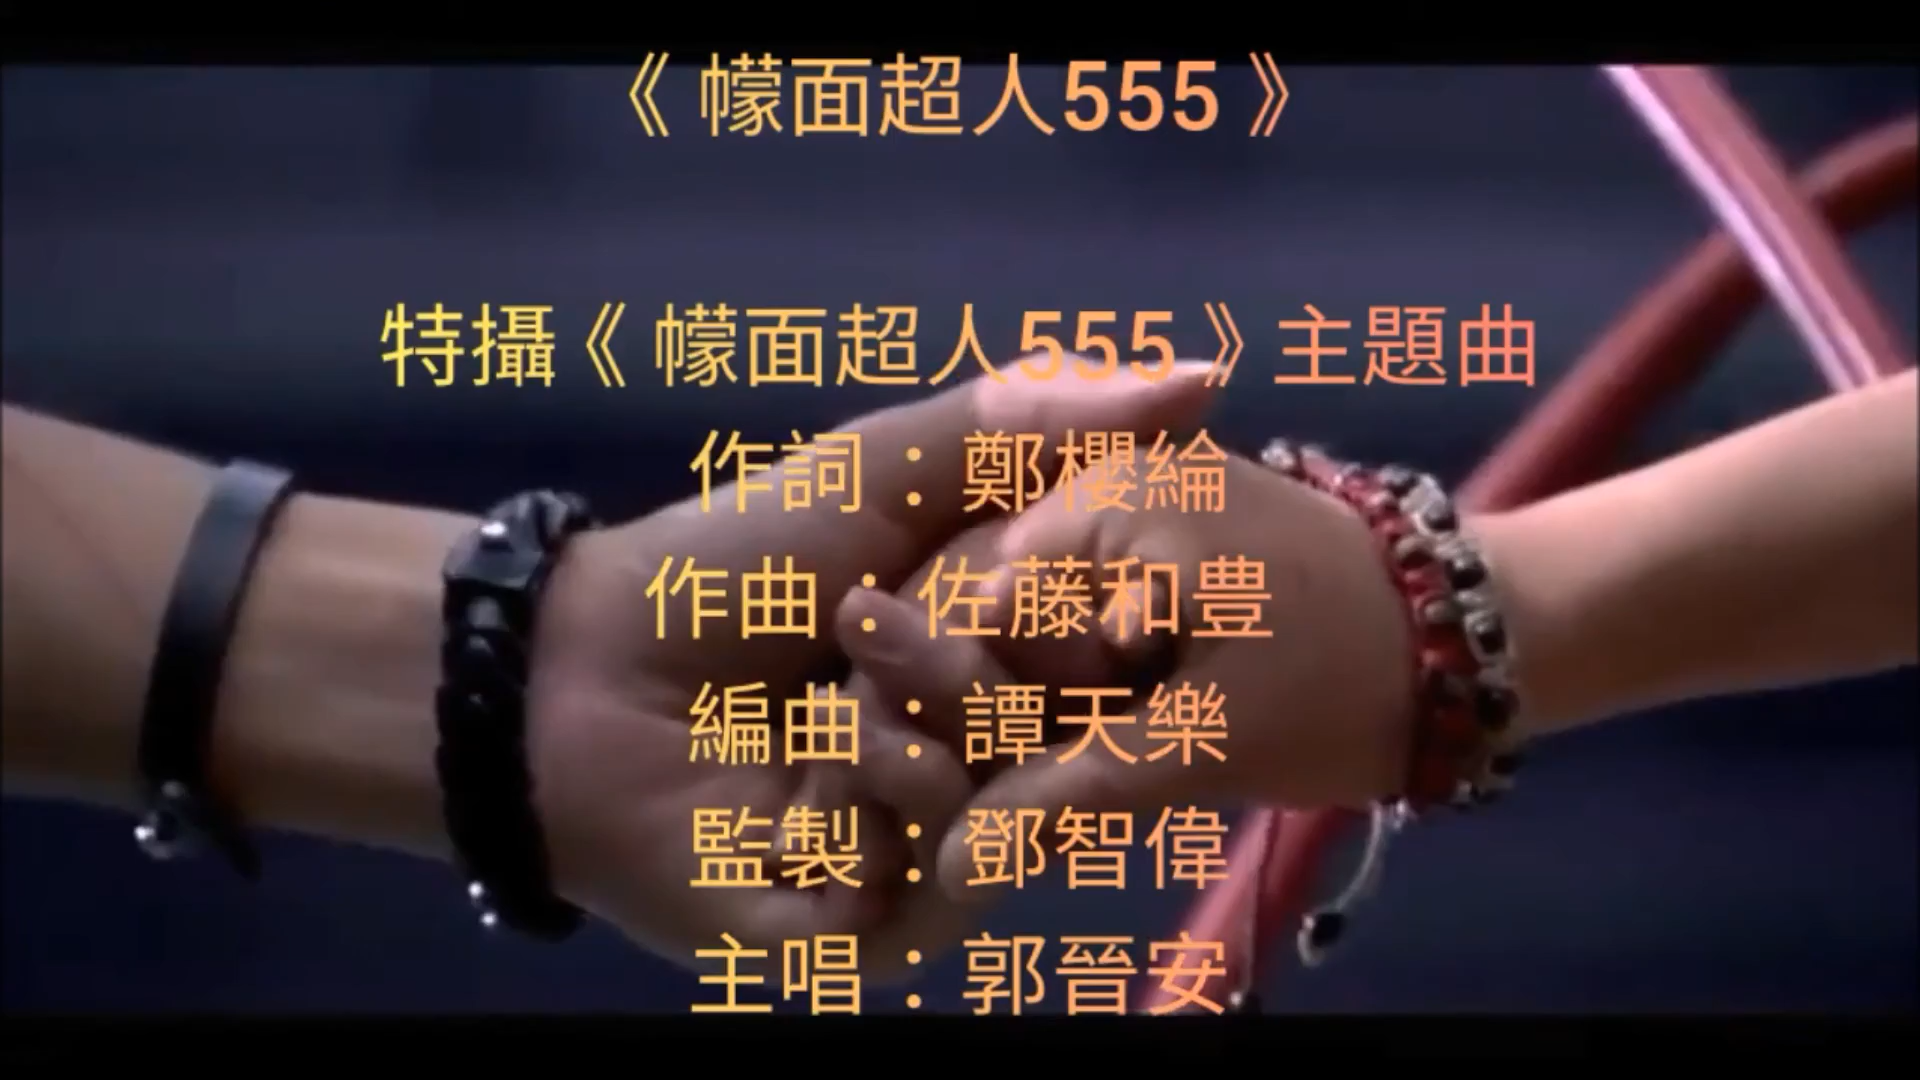 《幪面超人555》
特攝《幪面超人555》主題曲
作詞：鄭櫻綸
作曲：佐藤和豊
編曲：譚天樂
監製：鄧智偉
主唱：郭晉安